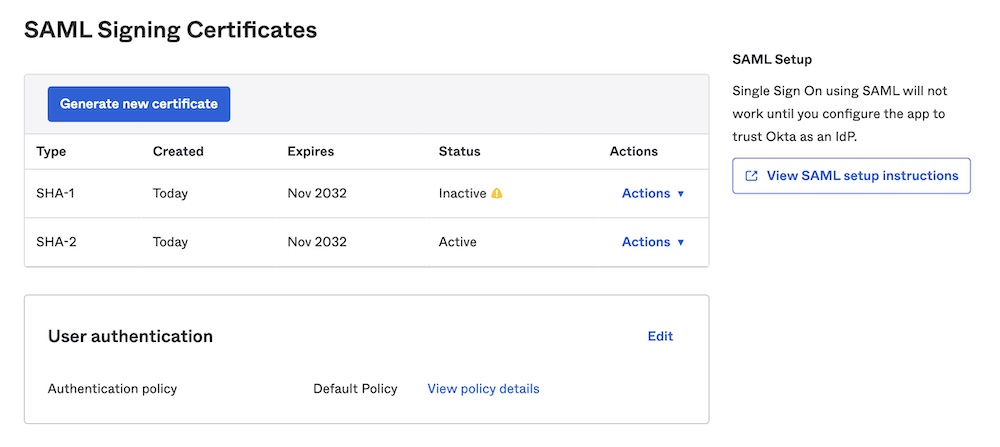 SAML Signing Certificates
Generate new certificate
Type Created Expires Status Actions
SHA-1 Today Nov 2032 Inactive Actions ▼
SHA-2 Today Nov 2032 Active Actions ▼
User authentication Edit
Authentication policy Default Policy View policy details
SAML Setup
Single Sign On using SAML will not
work until you configure the app to
trust Okta as an IdP.
View SAML setup instructions